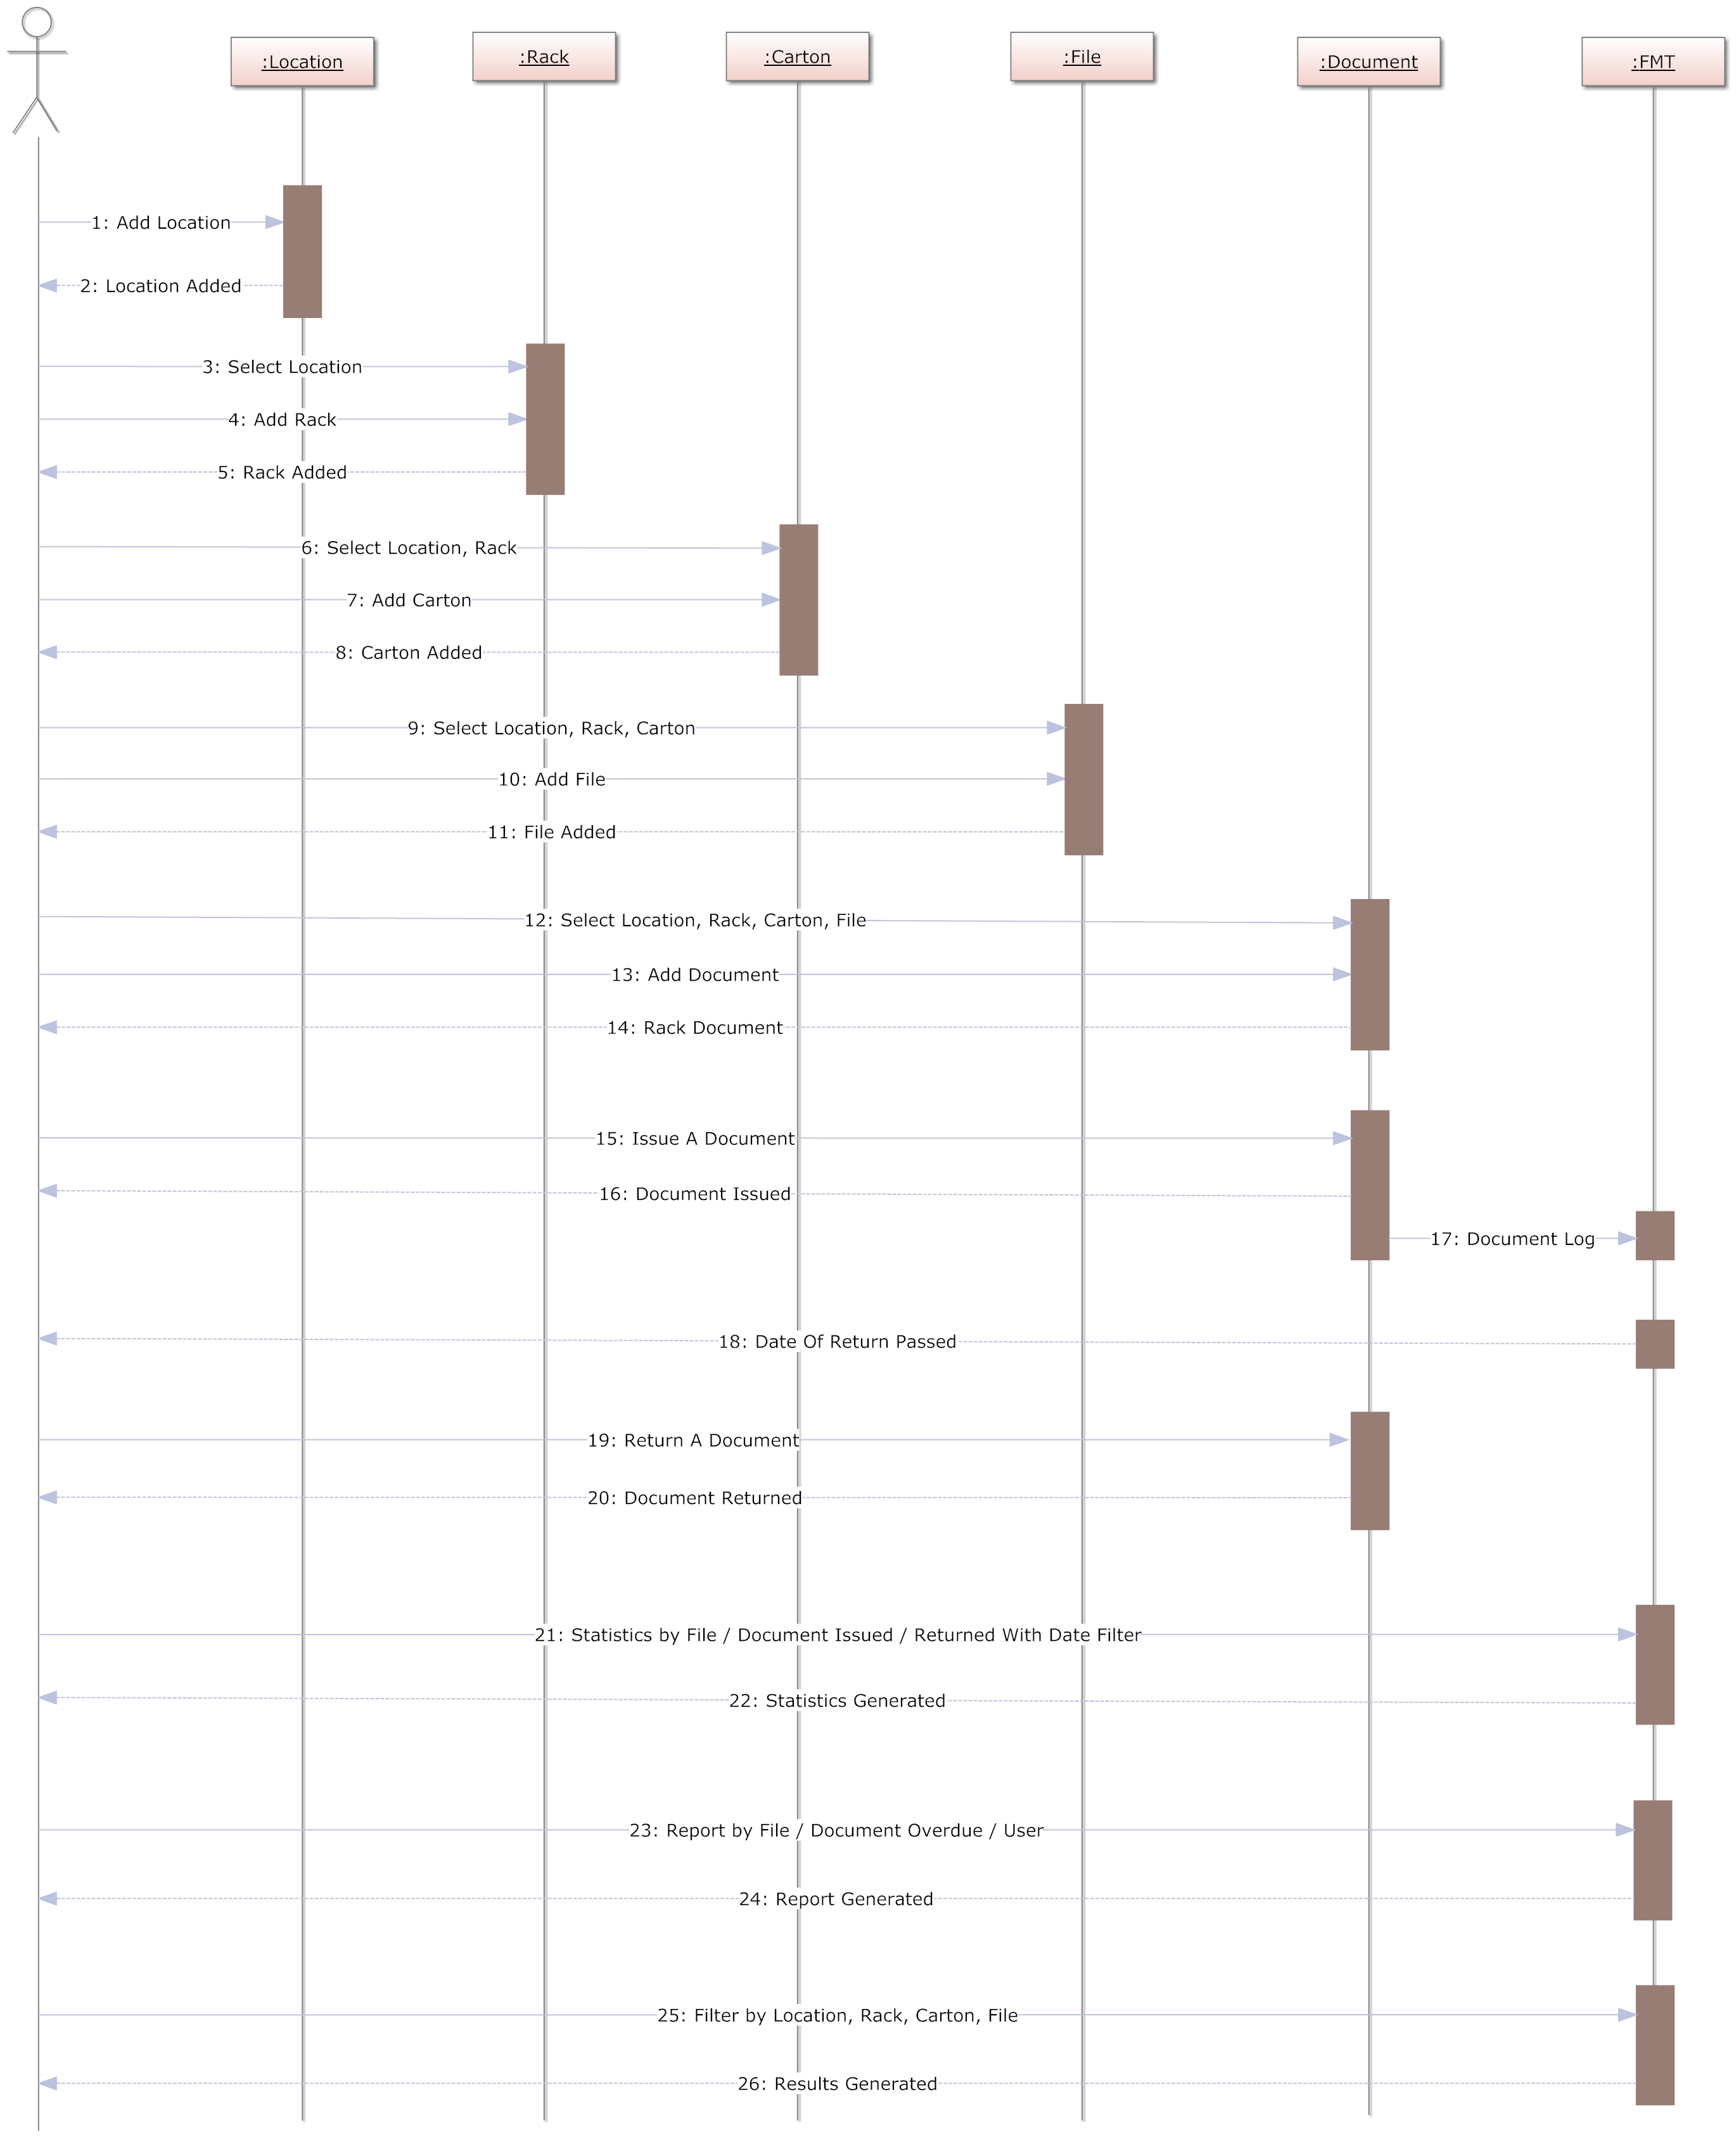 :Location
:Rack
:Carton
:File
:Document
:FMT
1: Add Location
2: Location Added
3: Select Location
4: Add Rack
5: Rack Added
6: Select Location, Rack
7: Add Carton
8: Carton Added
9: Select Location, Rack, Carton
10: Add File
11: File Added
12: Select Location, Rack, Carton, File
13: Add Document
14: Rack Document
15: Issue A Document
16: Document Issued
17: Document Log
18: Date Of Return Passed
19: Return A Document
20: Document Returned
21: Statistics by File / Document Issued / Returned With Date Filter
22: Statistics Generated
23: Report by File / Document Overdue / User
24: Report Generated
25: Filter by Location, Rack, Carton, File
26: Results Generated